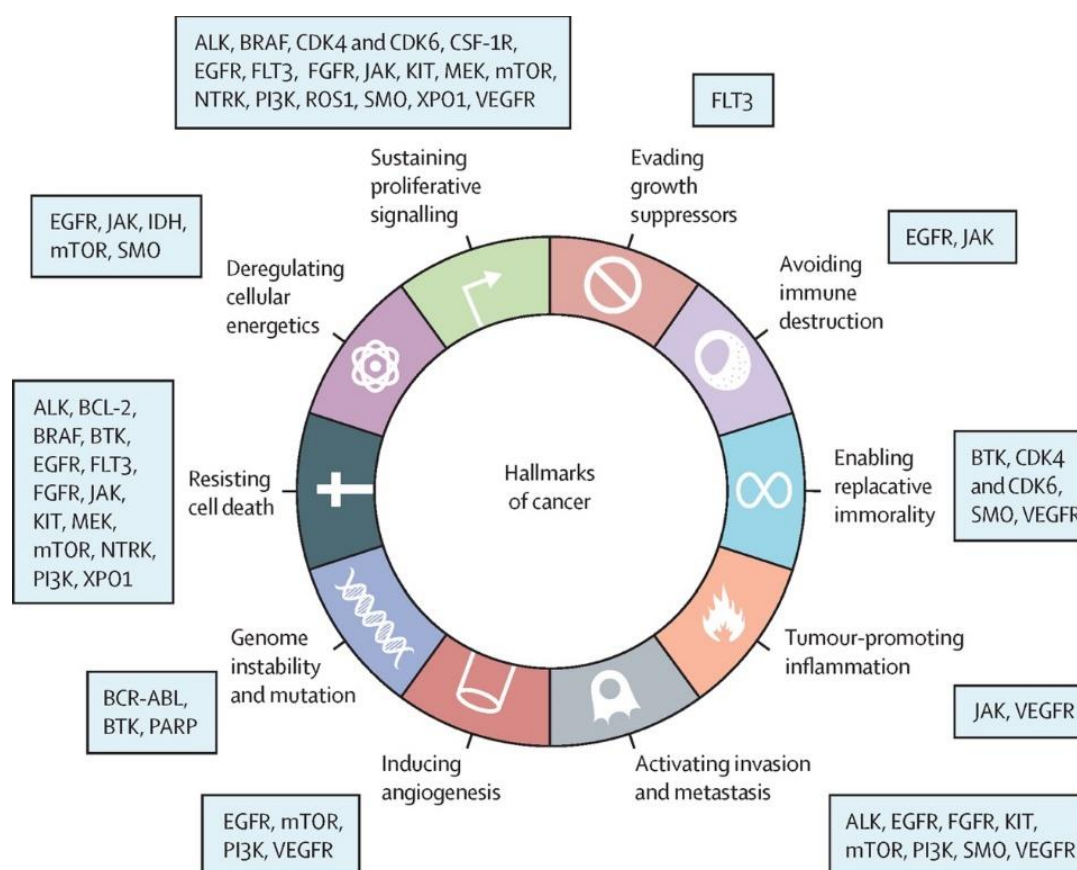 ALK, BRAF, CDK4 and CDK6, CSF-1R,
EGFR, FLT3, FGFR, JAK, KIT, MEK, mTOR,
NTRK, PI3K, ROS1, SMO, XPO1, VEGFR
FLT3
Sustaining
proliferative
signalling
Evading
growth
suppressors
EGFR, JAK, IDH,
mTOR, SMO
EGFR, JAK
Deregulating
cellular
energetics
Avoiding
immune
destruction
ALK, BCL-2,
BRAF, BTK,
EGFR, FLT3,
FGFR, JAK,
KIT, MEK,
mTOR, NTRK,
PI3K, XPO1
Resisting
cell death
Hallmarks
of cancer
Enabling
replacative
immorality
BTK, CDK4
and CDK6,
SMO, VEGFR
Genome
instability
and mutation
Tumour-promoting
inflammation
BCR-ABL,
BTK, PARP
JAK, VEGFR
Inducing
angiogenesis
Activating invasion
and metastasis
EGFR, mTOR,
PI3K, VEGFR
ALK, EGFR, FGFR, KIT,
mTOR, PI3K, SMO, VEGFR